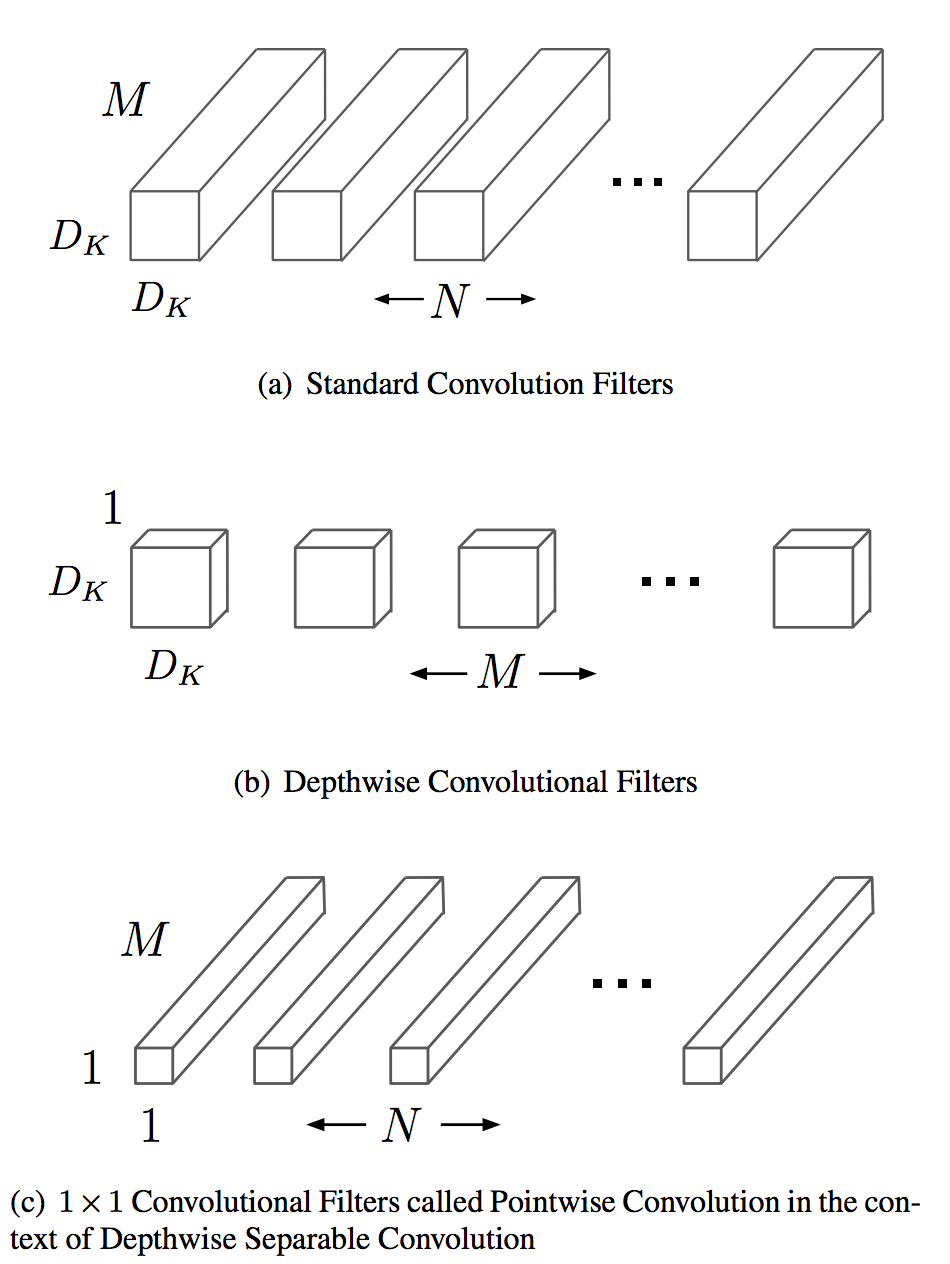 M
D_K
D_K
N
...
(a) Standard Convolution Filters
1
D_K
D_K
M
...
(b) Depthwise Convolutional Filters
M
1
1
N
...
(c) 1 × 1 Convolutional Filters called Pointwise Convolution in the con-
text of Depthwise Separable Convolution